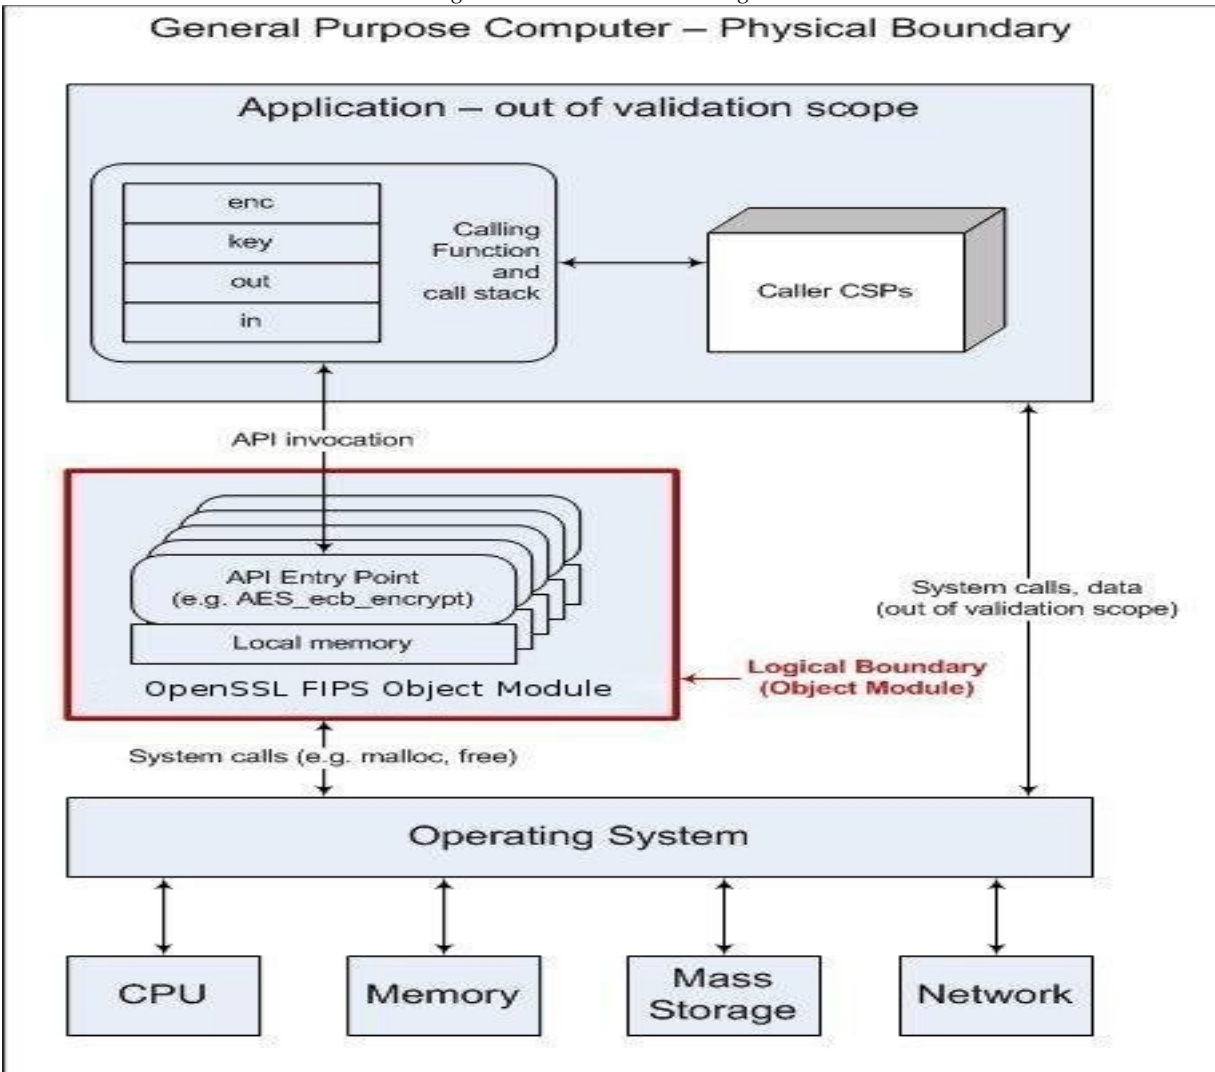 General Purpose Computer – Physical Boundary
Application – out of validation scope
enc
key
out
in
Calling
Function
and
call stack
Caller CSPs
API invocation
API Entry Point
(e.g. AES_ecb_encrypt)
Local memory
OpenSSL FIPS Object Module
System calls, data
(out of validation scope)
Logical Boundary
(Object Module)
System calls (e.g. malloc, free)
Operating System
CPU
Memory
Mass
Storage
Network